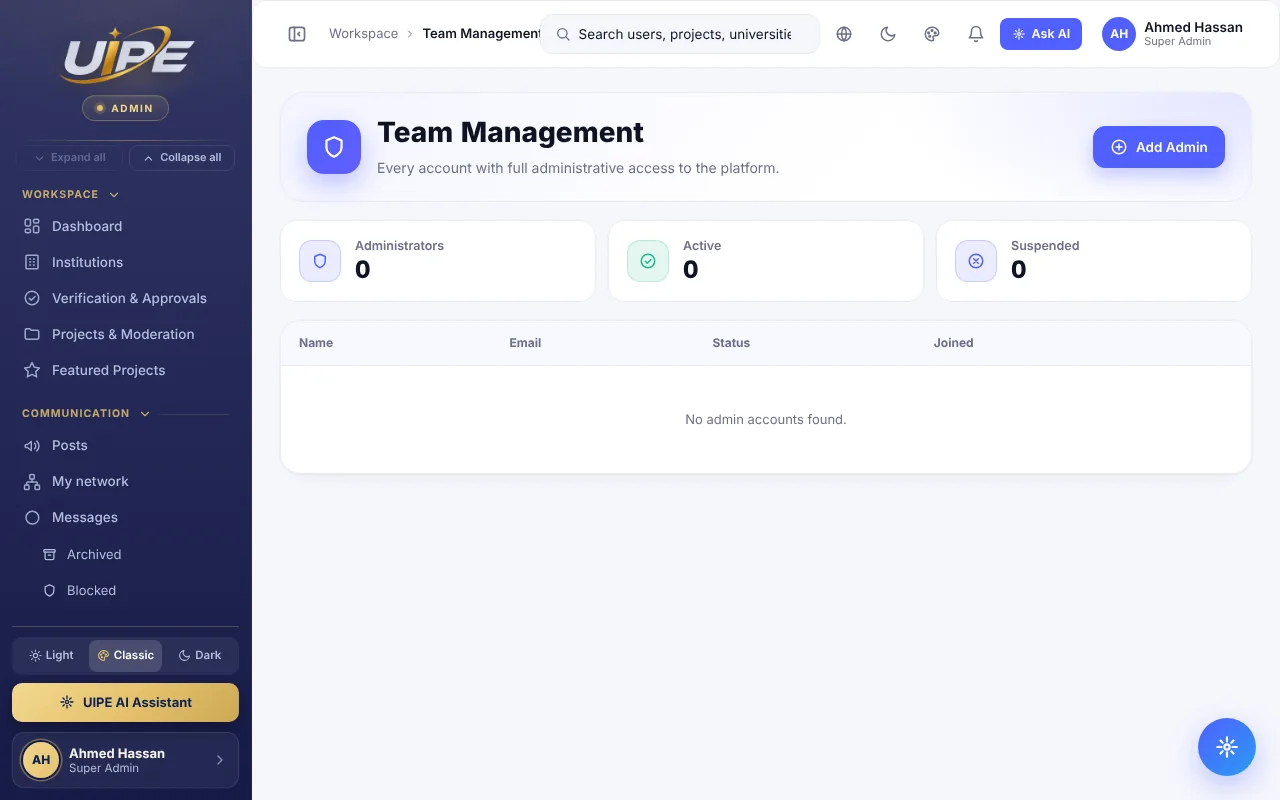 UIPE
ADMIN
Expand all
Collapse all
WORKSPACE
Dashboard
Institutions
Verification & Approvals
Projects & Moderation
Featured Projects
COMMUNICATION
Posts
My network
Messages
Archived
Blocked
Light
Classic
Dark
UIPE AI Assistant
AH
Ahmed Hassan
Super Admin
Workspace › Team Management
Search users, projects, universitie
Ask AI
AH
Ahmed Hassan
Super Admin
Team Management
Every account with full administrative access to the platform.
Add Admin
Administrators
0
Active
0
Suspended
0
Name Email Status Joined
No admin accounts found.